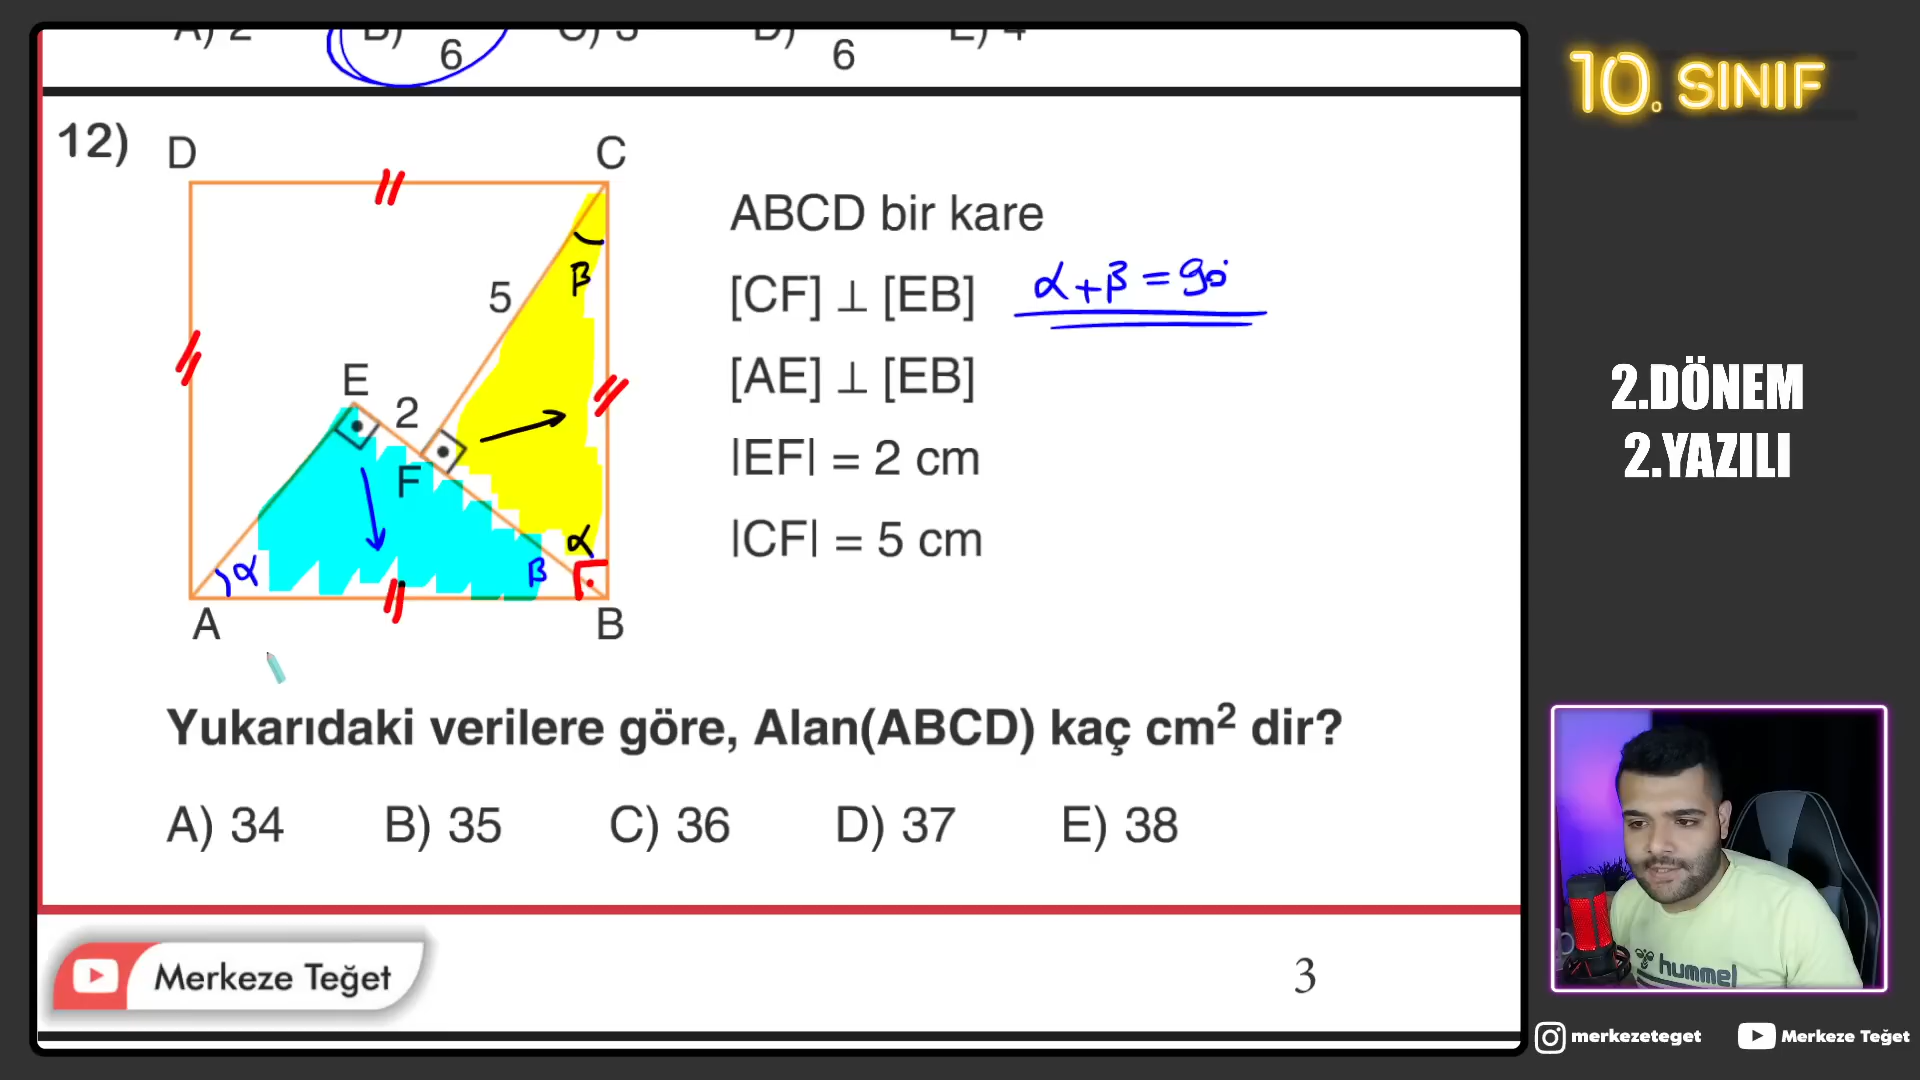 6
6
10. SINIF
12)
D
C
ABCD bir kare
β
5
[CF] ⊥ [EB]
α+β=90°
E
2
[AE] ⊥ [EB]
F
|EF| = 2 cm
α
β
α
|CF| = 5 cm
A
B
2.DÖNEM
2.YAZILI
Yukarıdaki verilere göre, Alan(ABCD) kaç cm² dir?
A) 34 B) 35 C) 36 D) 37 E) 38
hummel
Merkeze Teğet
3
merkezeteget
Merkeze Teğet